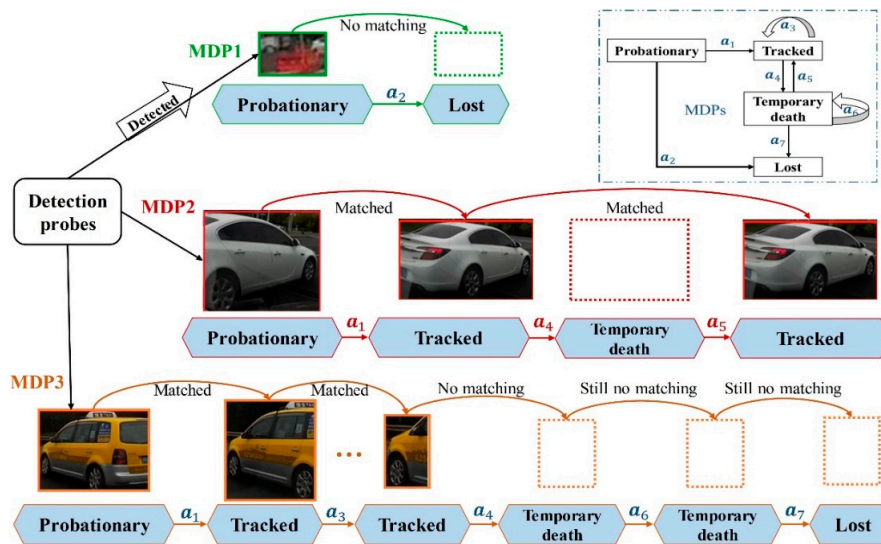 MDP1
No matching
Detected
Probationary
a2
Lost
Probationary
a1
Tracked
a3
a4
a5
MDPs
Temporary
death
a6
a7
a2
Lost
Detection
probes
MDP2
Matched
Matched
Probationary
a1
Tracked
a4
Temporary
death
a5
Tracked
MDP3
Matched
Matched
No matching
Still no matching
Still no matching
...
Probationary
a1
Tracked
a3
Tracked
a4
Temporary
death
a6
Temporary
death
a7
Lost